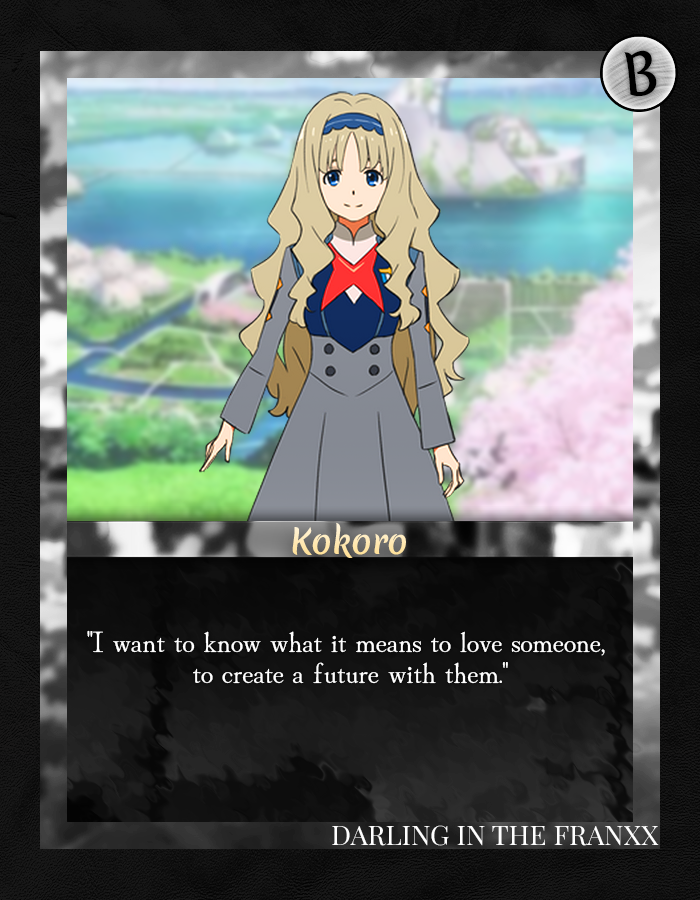 B
Kokoro
"I want to know what it means to love someone,
to create a future with them."
DARLING IN THE FRANXX